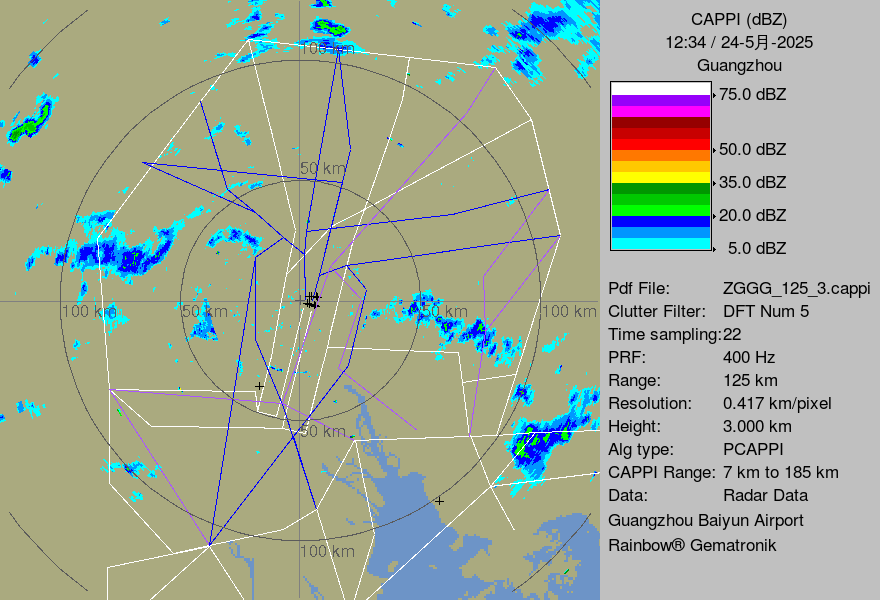 CAPPI (dBZ)
12:34 / 24-5月-2025
Guangzhou
75.0 dBZ
50.0 dBZ
35.0 dBZ
20.0 dBZ
5.0 dBZ
Pdf File: ZGGG_125_3.cappi
Clutter Filter: DFT Num 5
Time sampling:22
PRF: 400 Hz
Range: 125 km
Resolution: 0.417 km/pixel
Height: 3.000 km
Alg type: PCAPPI
CAPPI Range: 7 km to 185 km
Data: Radar Data
Guangzhou Baiyun Airport
Rainbow® Gematronik
100 km
50 km
100 km
50 km
50 km
100 km
50 km
100 km